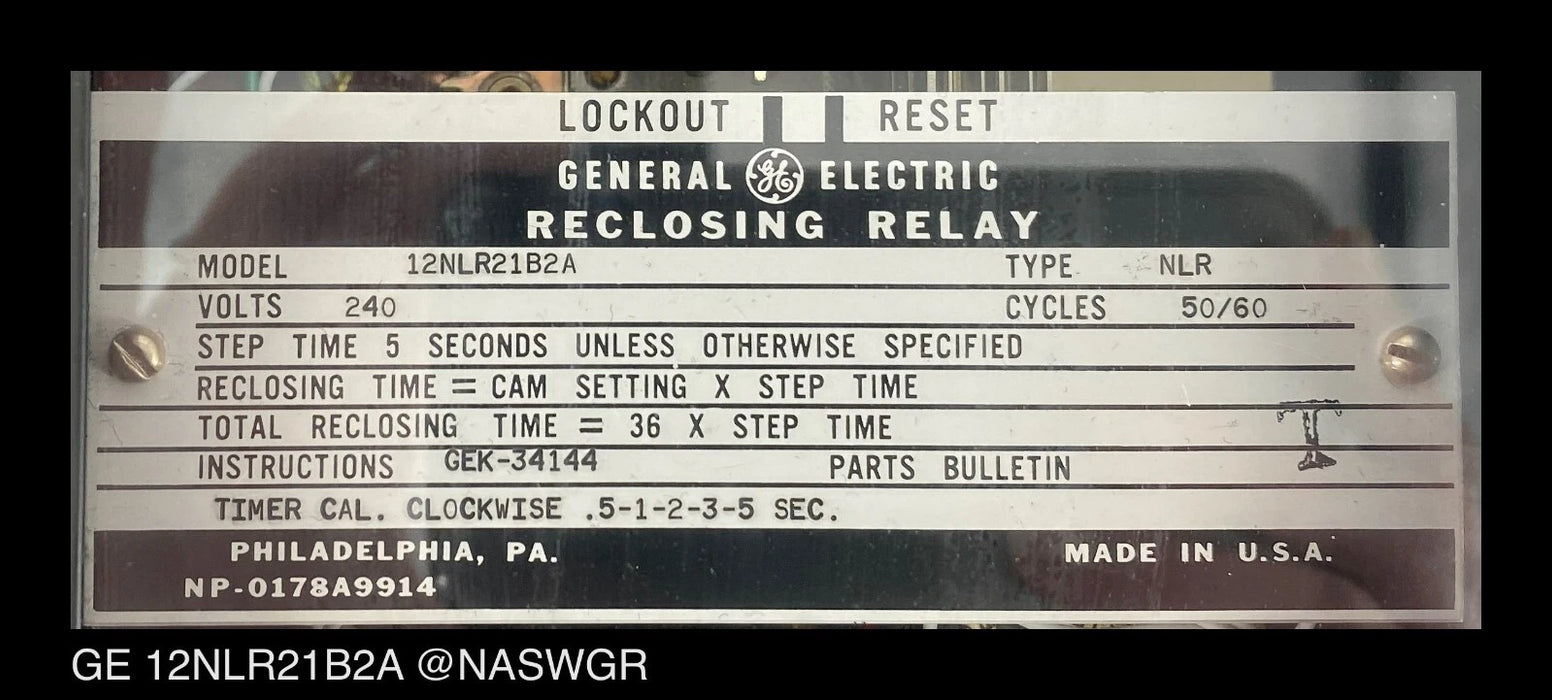 LOCKOUT RESET
GENERAL GE ELECTRIC
RECLOSING RELAY
MODEL 12NLR21B2A TYPE NLR
VOLTS 240 CYCLES 50/60
STEP TIME 5 SECONDS UNLESS OTHERWISE SPECIFIED
RECLOSING TIME = CAM SETTING X STEP TIME
TOTAL RECLOSING TIME = 36 X STEP TIME
T
INSTRUCTIONS GEK-34144 PARTS BULLETIN
TIMER CAL. CLOCKWISE .5-1-2-3-5 SEC.
PHILADELPHIA, PA. MADE IN U.S.A.
NP-0178A9914
GE 12NLR21B2A @NASWGR